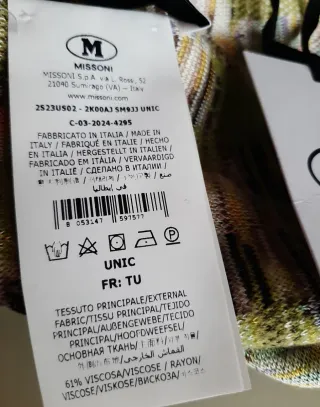 M
MISSONI
MISSONI S.p.A. via L. Rossi, 52
21040 Sumirago (VA) – Italy
www.missoni.com
2S23US02 - 2K00AJ SM9JJ UNIC
C-03-2024-4295
FABBRICATO IN ITALIA / MADE IN
ITALY / FABRIQUÉ EN ITALIE / HECHO
EN ITALIA / HERGESTELLT IN ITALIEN /
FABRICADO EM ITÁLIA / VERVAARDIGD
IN ITALIË / СДЕЛАНО В ИТАЛИИ /
صنع
في إيطاليا
8 053147 597577
UNIC
FR: TU
TESSUTO PRINCIPALE/EXTERNAL
FABRIC/TISSU PRINCIPAL/TEJIDO
PRINCIPAL/AUßENGEWEBE/TECIDO
PRINCIPAL/HOOFDWEEFSEL/
ОСНОВНАЯ ТКАНЬ/
القماش الخارجي/
61% VISCOSA/VISCOSE / RAYON/
VISCOSE/VISKOSE/ВИСКОЗА/